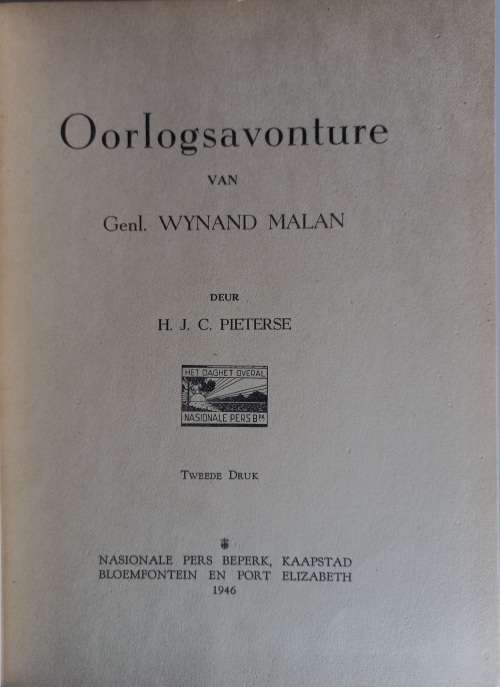 Oorlogsavonture
VAN
Genl. WYNAND MALAN
DEUR
H. J. C. PIETERSE
HET DAGHET OVERAL
NASIONALE PERS BPK
TWEEDE DRUK
NASIONALE PERS BEPERK, KAAPSTAD
BLOEMFONTEIN EN PORT ELIZABETH
1946